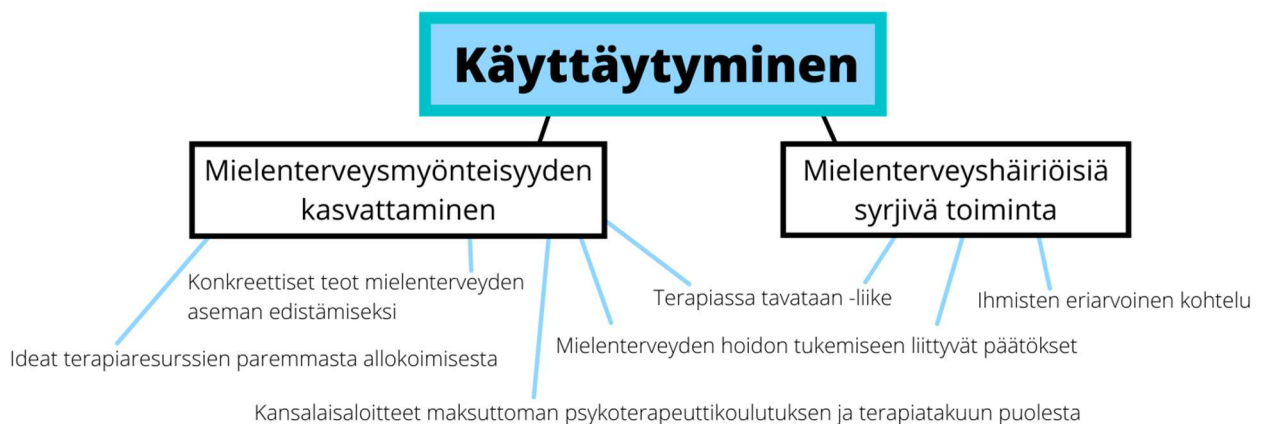 Käyttäytyminen
Mielenterveysmyönteisyyden
kasvattaminen
Mielenterveyshäiriöisiä
syrjivä toiminta
Konkreettiset teot mielenterveyden
aseman edistämiseksi
Terapiassa tavataan -liike
Ihmisten eriarvoinen kohtelu
Ideat terapiaresurssien paremmasta allokoimisesta
Mielenterveyden hoidon tukemiseen liittyvät päätökset
Kansalaisaloitteet maksuttoman psykoterapeuttikoulutuksen ja terapiatakuun puolesta